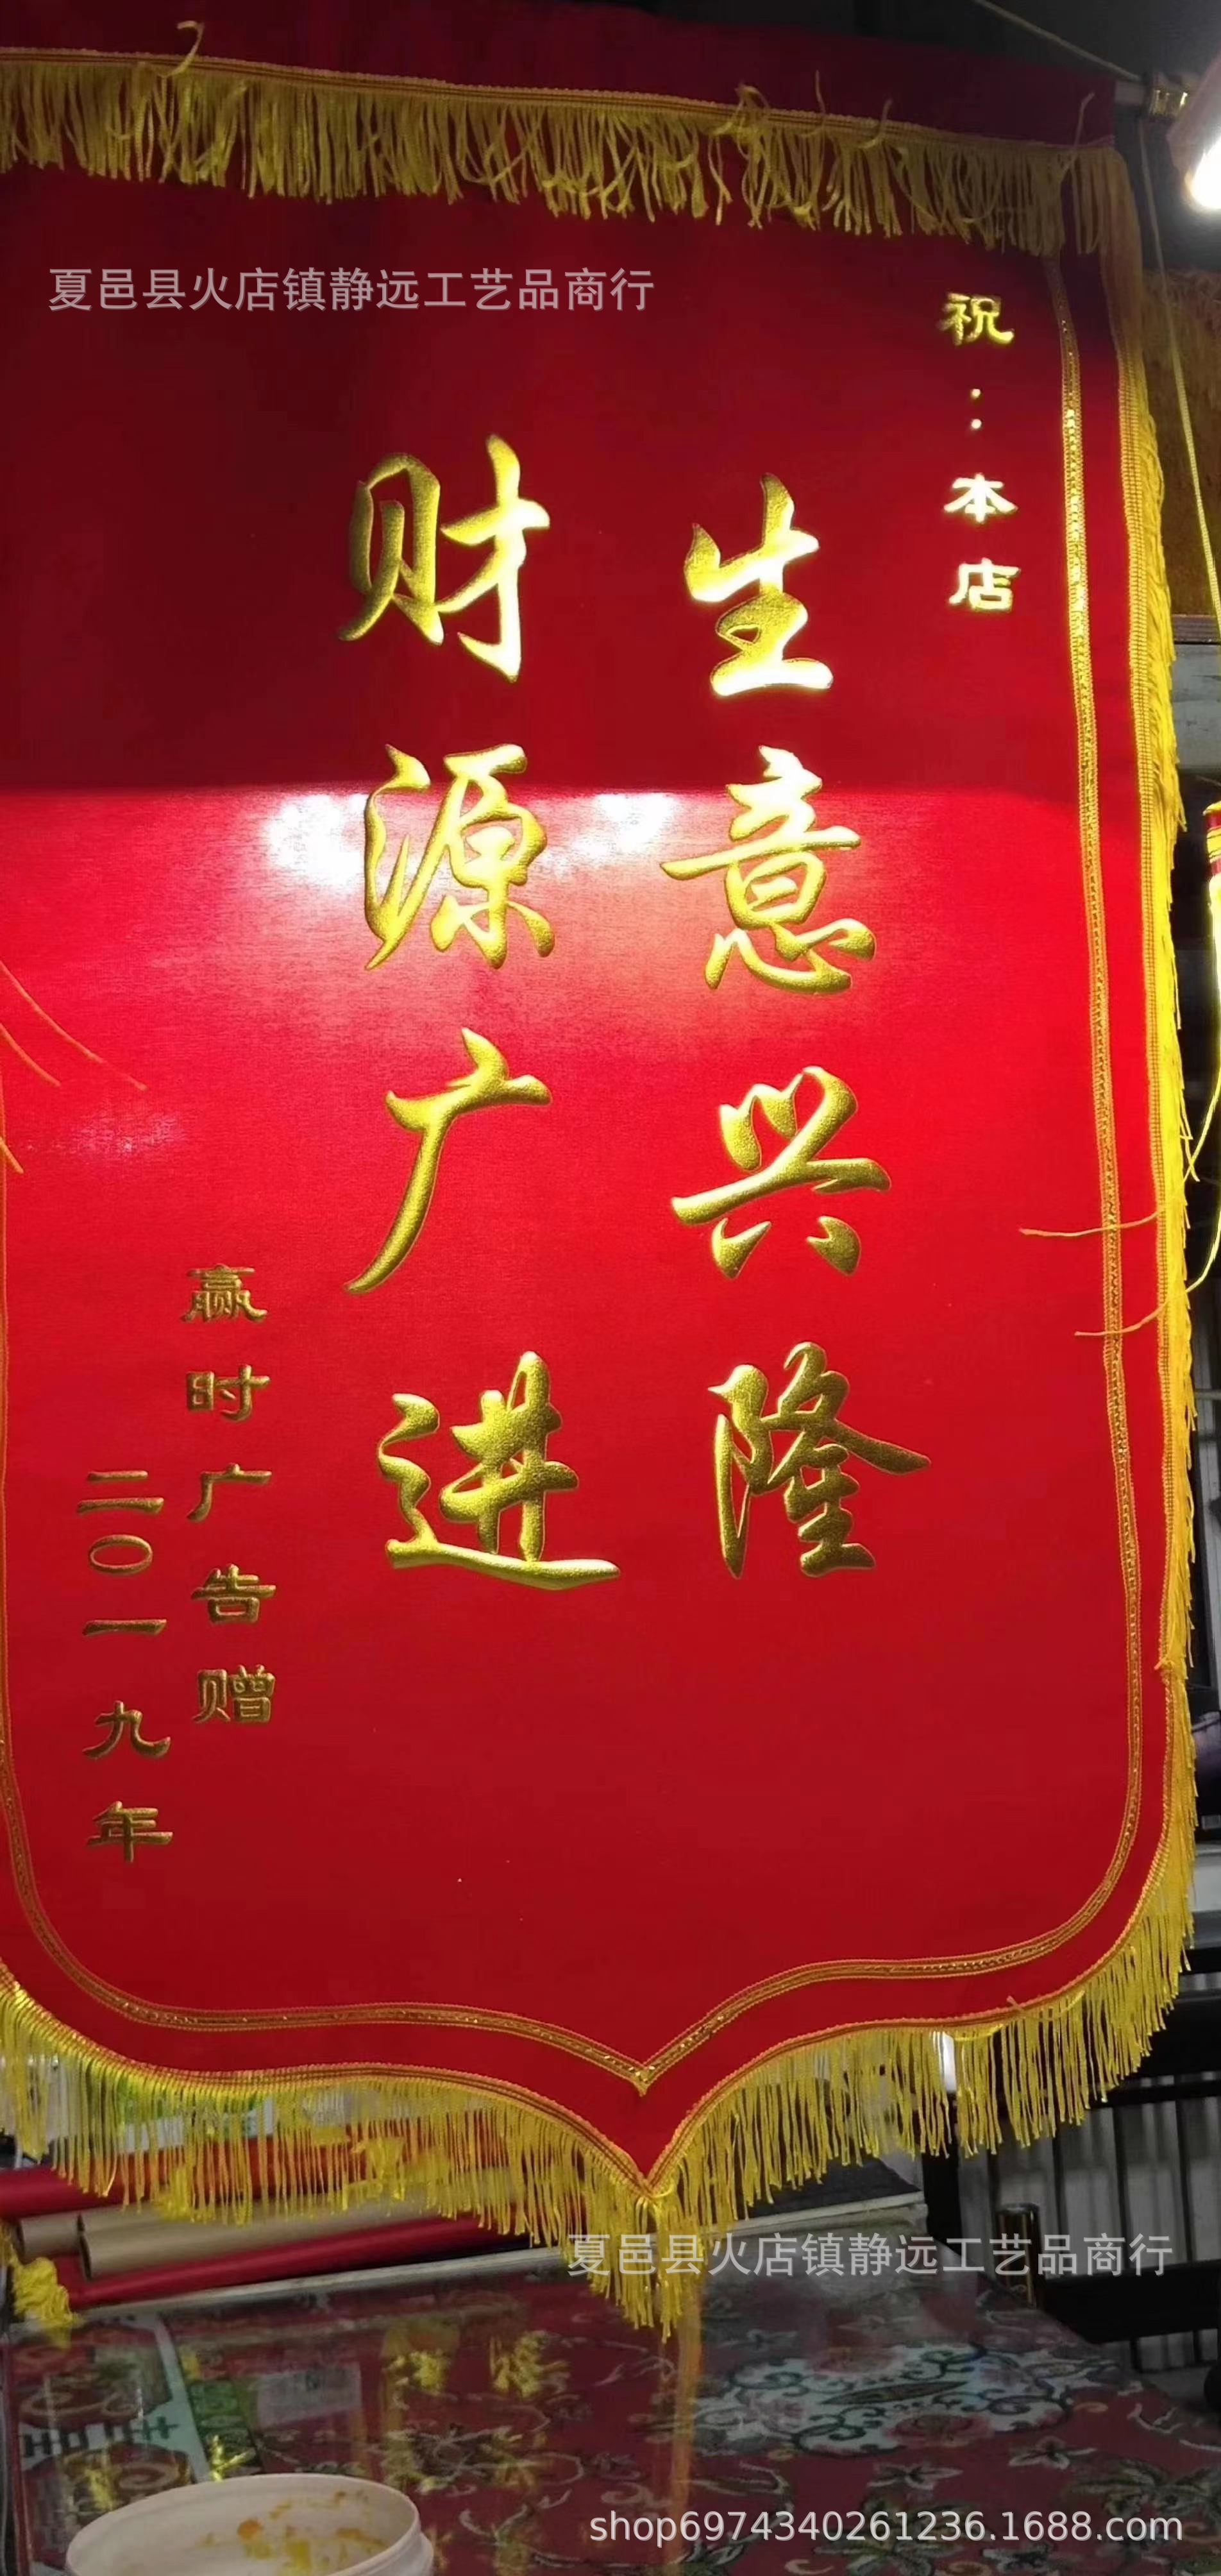 夏邑县火店镇静远工艺品商行
祝：本店
生意兴隆
财源广进
赢时广告赠
二〇一九年
夏邑县火店镇静远工艺品商行
shop6974340261236.1688.com